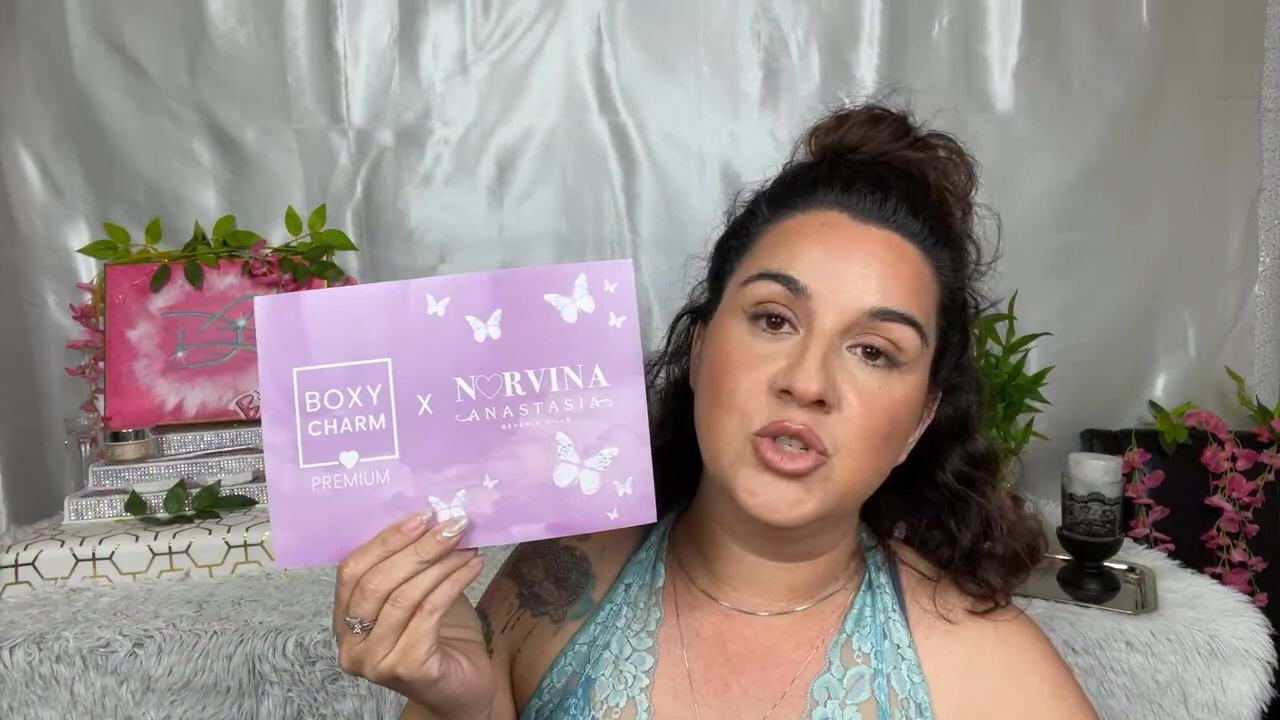 BOXY
CHARM
PREMIUM
X
N♡RVINA
ANASTASIA
BEVERLY HILLS